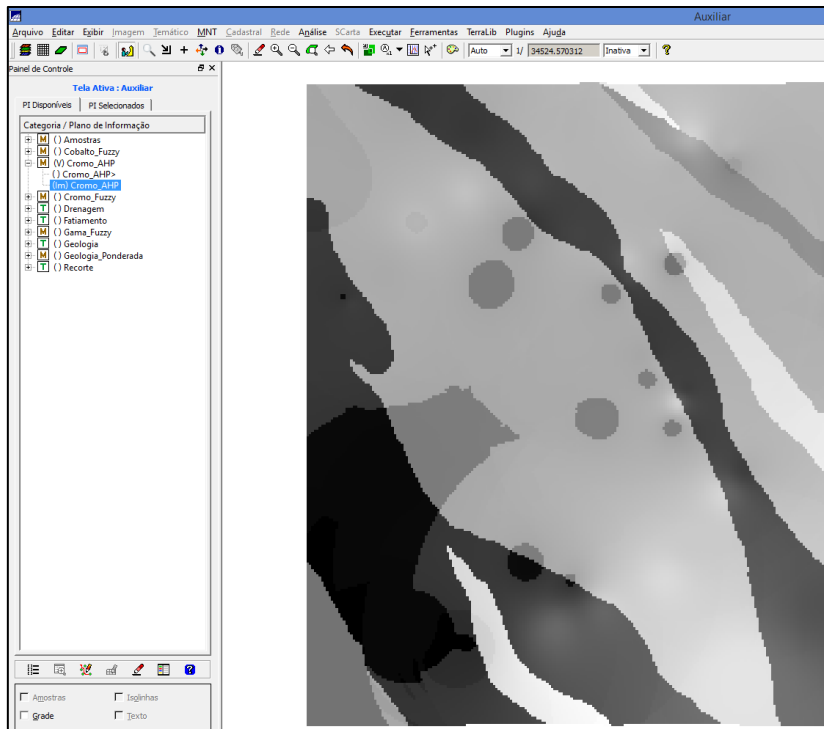 Auxiliar
Arquivo Editar Exibir Imagem Temático MNT Cadastral Rede Análise SCarta Executar Ferramentas TerraLib Plugins Ajuda
Auto 1/ 34524.570312 Inativa
Painel de Controle
Tela Ativa : Auxiliar
PI Disponíveis PI Selecionados
Categoria / Plano de Informação
M () Amostras
M () Cobalto_Fuzzy
M (V) Cromo_AHP
() Cromo_AHP>
(Im) Cromo_AHP
M () Cromo_Fuzzy
T () Drenagem
T () Fatiamento
M () Gama_Fuzzy
T () Geologia
M () Geologia_Ponderada
T () Recorte
Amostras Isolinhas
Grade Texto